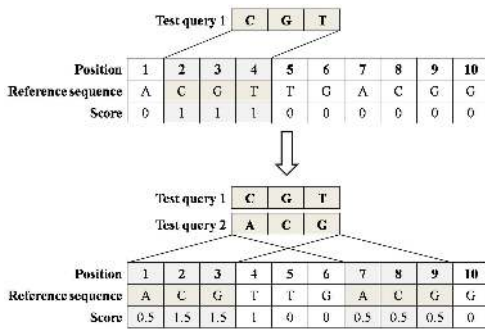 Test query 1 C G T
Position 1 2 3 4 5 6 7 8 9 10
Reference sequence A C G T T G A C G G
Score 0 1 1 1 0 0 0 0 0 0
Test query 1 C G T
Test query 2 A C G
Position 1 2 3 4 5 6 7 8 9 10
Reference sequence A C G T T G A C G G
Score 0.5 1.5 1.5 1 0 0 0.5 0.5 0.5 0